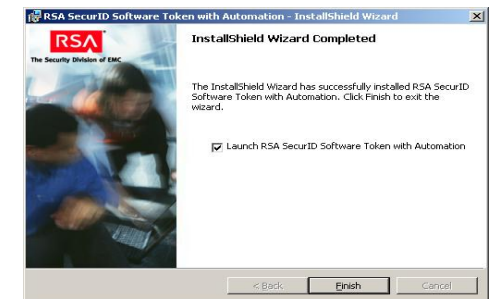 RSA SecurID Software Token with Automation - InstallShield Wizard
RSA
The Security Division of EMC
InstallShield Wizard Completed
The InstallShield Wizard has successfully installed RSA SecurID
Software Token with Automation. Click Finish to exit the
wizard.
Launch RSA SecurID Software Token with Automation
< Back
Finish
Cancel